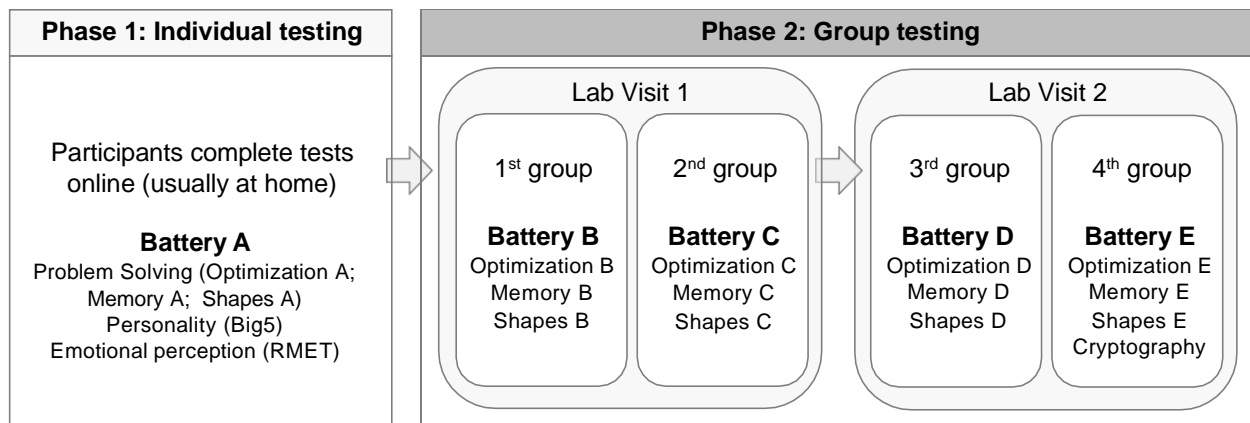 Phase 1: Individual testing
Participants complete tests
online (usually at home)
Battery A
Problem Solving (Optimization A;
Memory A; Shapes A)
Personality (Big5)
Emotional perception (RMET)
Phase 2: Group testing
Lab Visit 1
1st group
Battery B
Optimization B
Memory B
Shapes B
2nd group
Battery C
Optimization C
Memory C
Shapes C
Lab Visit 2
3rd group
Battery D
Optimization D
Memory D
Shapes D
4th group
Battery E
Optimization E
Memory E
Shapes E
Cryptography